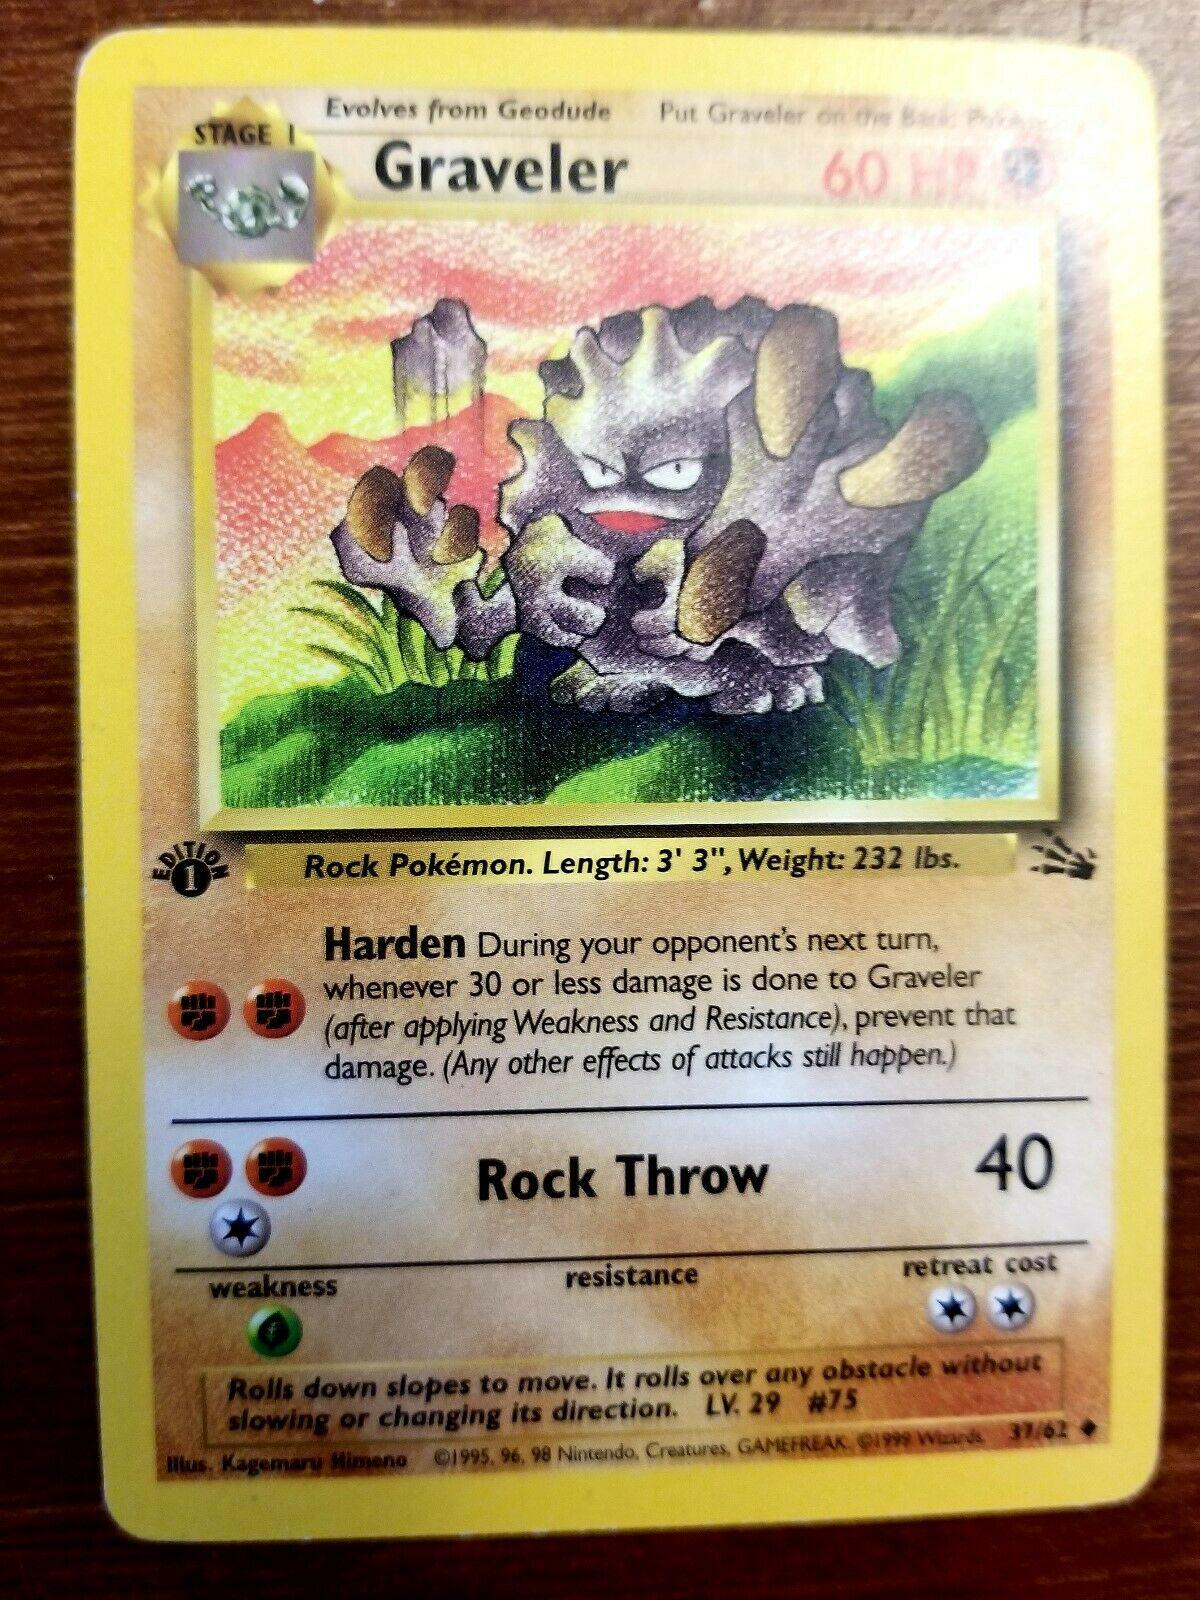 Evolves from Geodude Put Graveler on the Basic Poké
STAGE 1
Graveler 60 HP
EDITION 1
Rock Pokémon. Length: 3' 3", Weight: 232 lbs.
Harden During your opponent's next turn,
whenever 30 or less damage is done to Graveler
(after applying Weakness and Resistance), prevent that
damage. (Any other effects of attacks still happen.)
Rock Throw 40
weakness resistance retreat cost
Rolls down slopes to move. It rolls over any obstacle without
slowing or changing its direction. LV. 29 #75
Illus. Kagemaru Himeno ©1995, 96, 98 Nintendo, Creatures, GAMEFREAK. ©1999 Wizards. 37/62